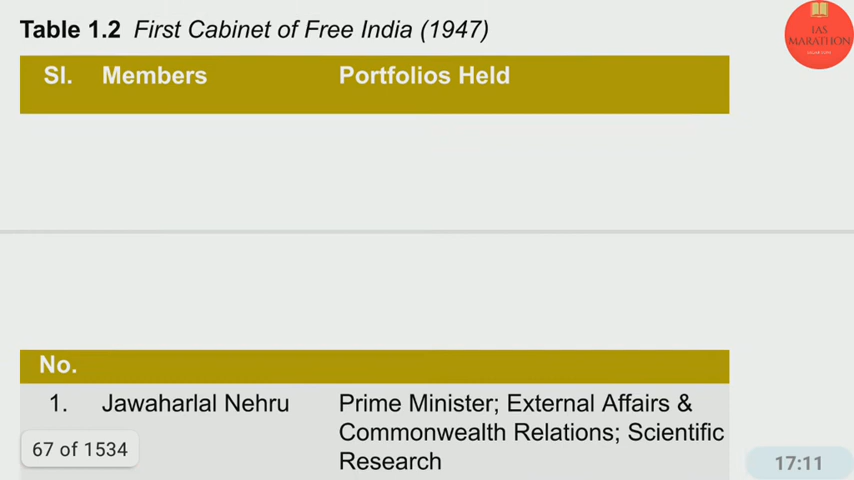 Table 1.2 First Cabinet of Free India (1947)
IAS
MARATHON
Sl. Members Portfolios Held
No.
1. Jawaharlal Nehru Prime Minister; External Affairs &
Commonwealth Relations; Scientific
Research
67 of 1534
17:11